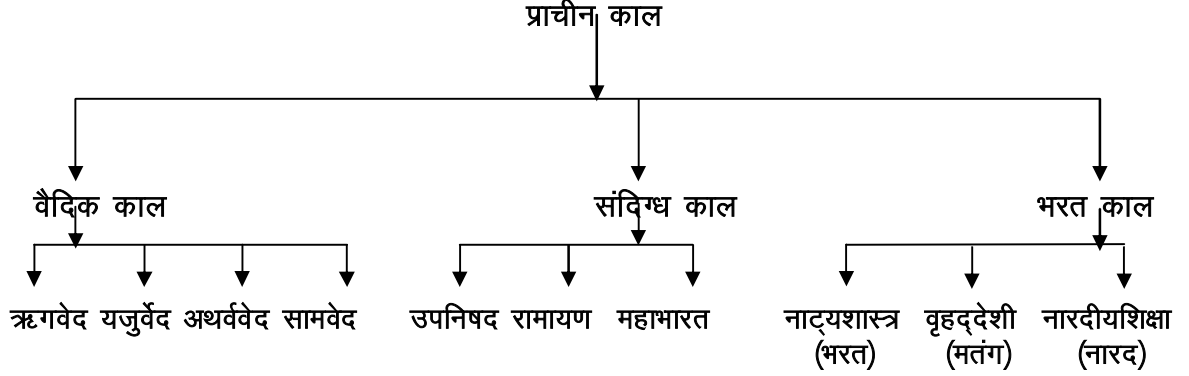 प्राचीन काल
वैदिक काल संदिग्ध काल भरत काल
ऋगवेद यजुर्वेद अथर्ववेद सामवेद उपनिषद रामायण महाभारत नाट्यशास्त्र वृहद्देशी नारदीयशिक्षा
(भरत) (मतंग) (नारद)